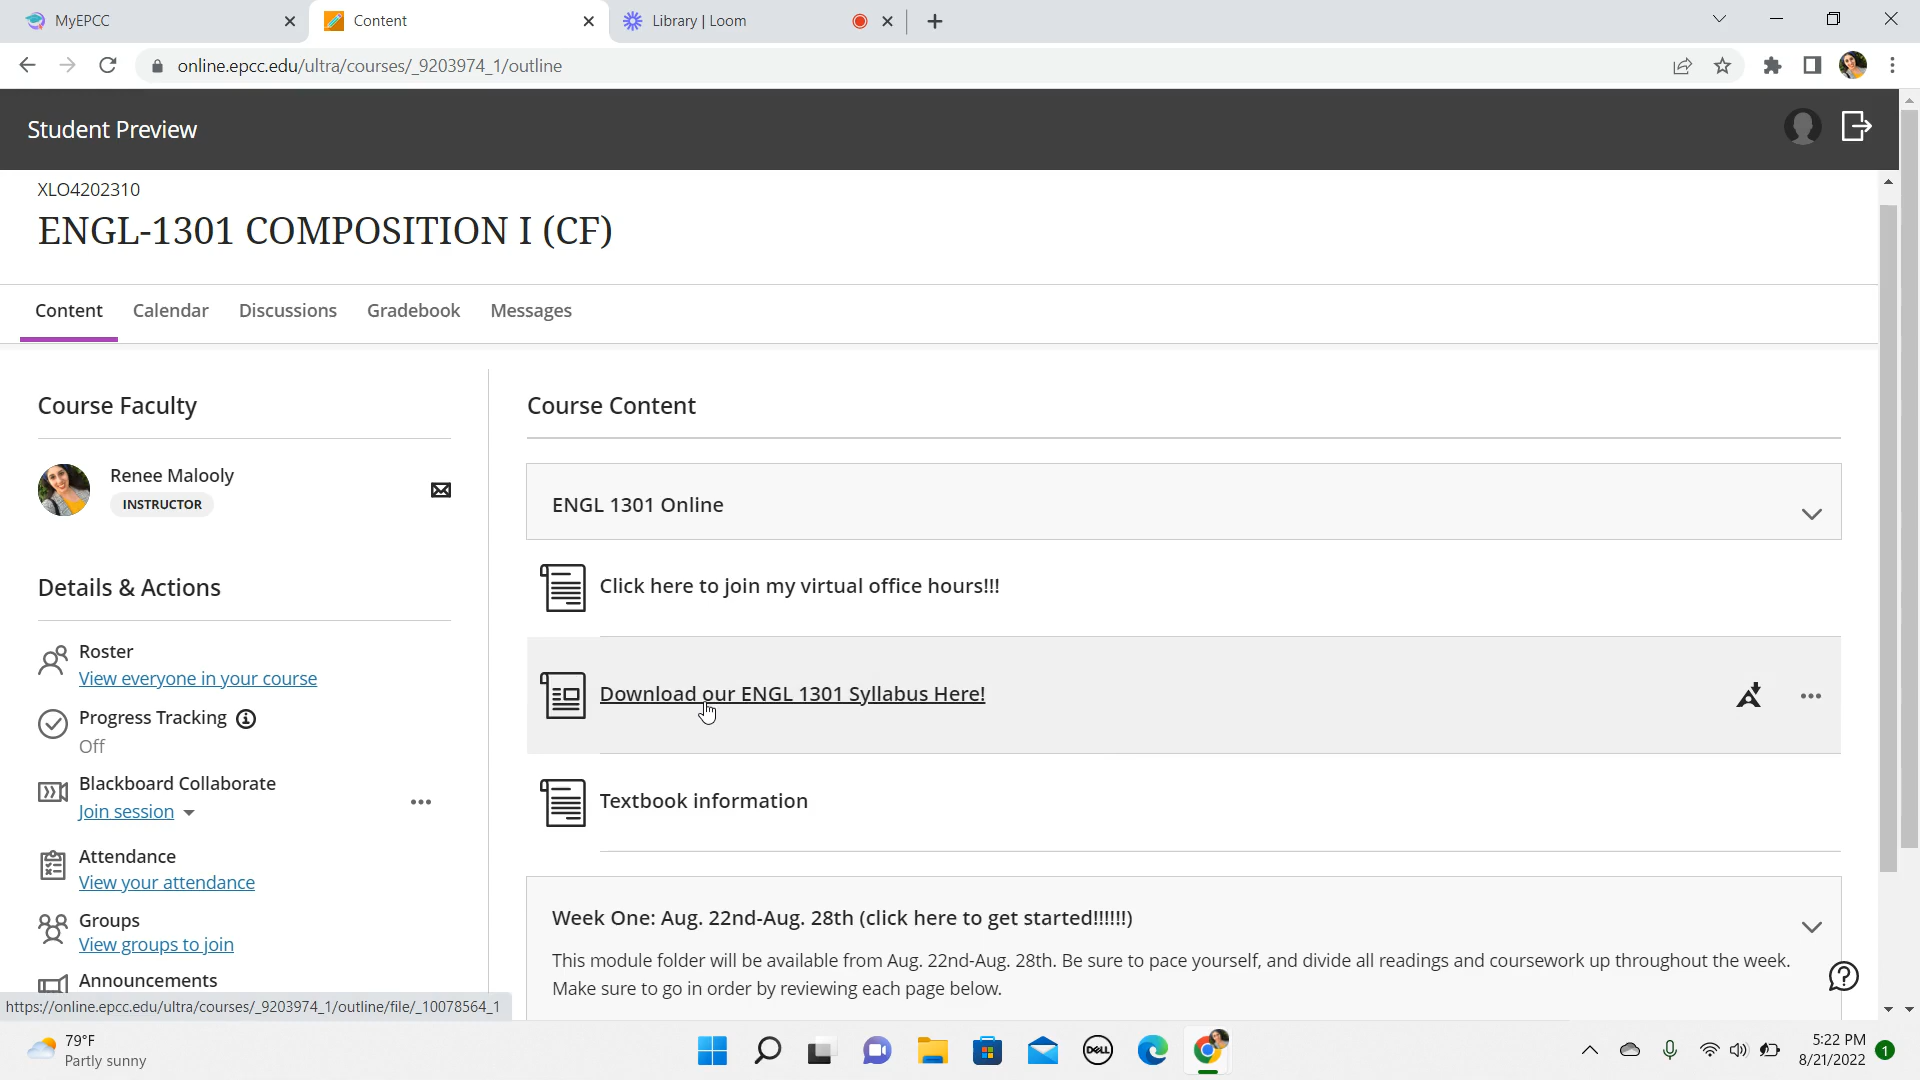 MyEPCC
Content
Library | Loom
online.epcc.edu/ultra/courses/_9203974_1/outline
Student Preview
XLO4202310
ENGL-1301 COMPOSITION I (CF)
Content
Calendar
Discussions
Gradebook
Messages
Course Faculty
Renee Malooly
INSTRUCTOR
Details & Actions
Roster
View everyone in your course
Progress Tracking
Off
Blackboard Collaborate
Join session
Attendance
View your attendance
Groups
View groups to join
Announcements
Course Content
ENGL 1301 Online
Click here to join my virtual office hours!!!
Download our ENGL 1301 Syllabus Here!
Textbook information
Week One: Aug. 22nd-Aug. 28th (click here to get started!!!!!!)
This module folder will be available from Aug. 22nd-Aug. 28th. Be sure to pace yourself, and divide all readings and coursework up throughout the week.
Make sure to go in order by reviewing each page below.
https://online.epcc.edu/ultra/courses/_9203974_1/outline/file/_10078564_1
79°F
Partly sunny
DELL
5:22 PM
8/21/2022
1